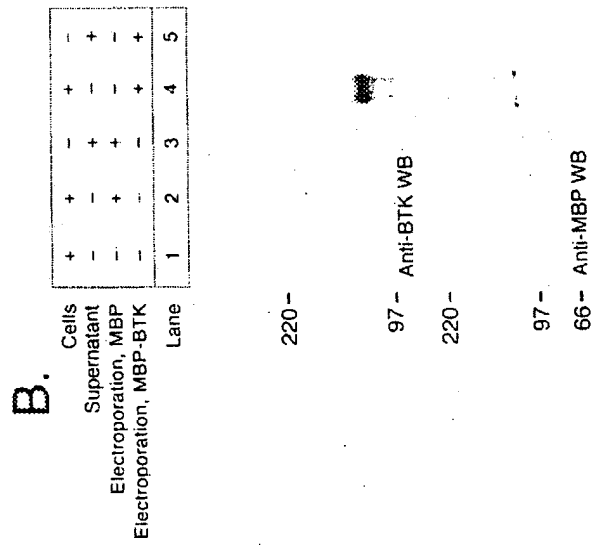 B.
Cells + + – + –
Supernatant – – + – +
Electroporation, MBP – + + – –
Electroporation, MBP-BTK – – – + +
Lane 1 2 3 4 5
220–
97– Anti-BTK WB
220–
97–
66– Anti-MBP WB